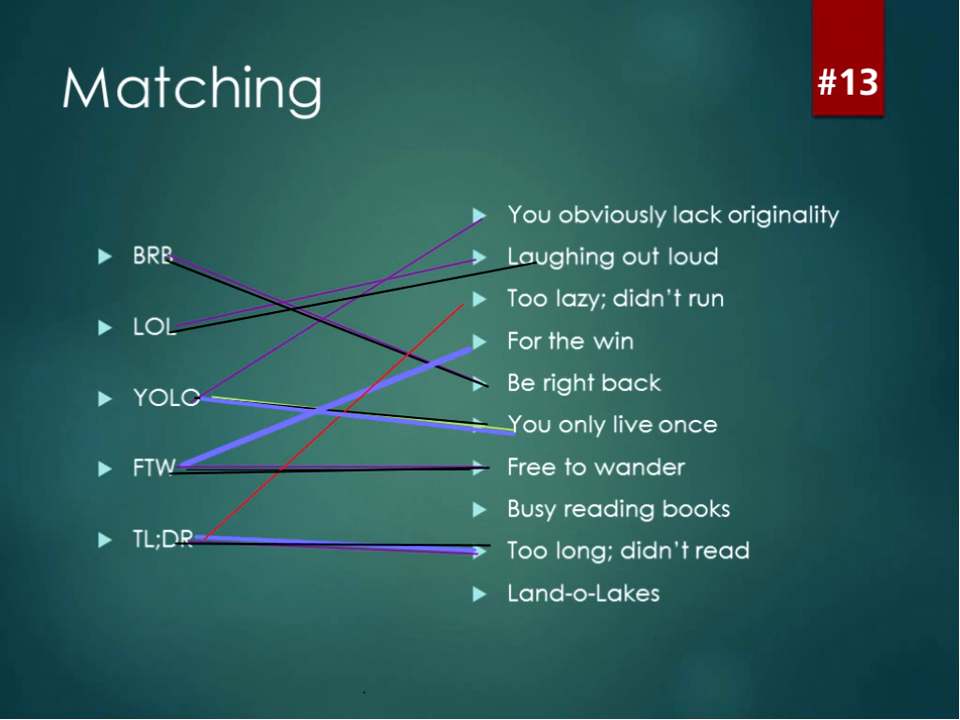 Matching
#13
BRB
LOL
YOLO
FTW
TL;DR
You obviously lack originality
Laughing out loud
Too lazy; didn't run
For the win
Be right back
You only live once
Free to wander
Busy reading books
Too long; didn't read
Land-o-Lakes